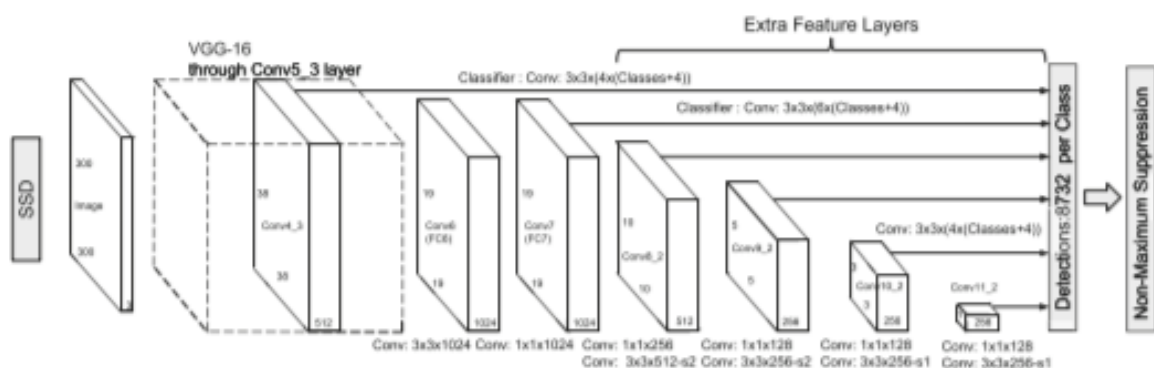 Extra Feature Layers
VGG-16
through Conv5_3 layer
Classifier : Conv: 3x3x(4x(Classes+4))
Classifier : Conv: 3x3x(6x(Classes+4))
SSD
300
Image
300
3
38
Conv4_3
38
512
19
Conv6
(FC6)
19
1024
19
Conv7
(FC7)
19
1024
10
Conv8_2
10
512
5
Conv9_2
5
256
Conv: 3x3x(4x(Classes+4))
3
Conv10_2
3
256
Conv11_2
1
256
Detections:8732 per Class
Non-Maximum Suppression
Conv: 3x3x1024
Conv: 1x1x1024
Conv: 1x1x256
Conv: 3x3x512-s2
Conv: 1x1x128
Conv: 3x3x256-s2
Conv: 1x1x128
Conv: 3x3x256-s1
Conv: 1x1x128
Conv: 3x3x256-s1